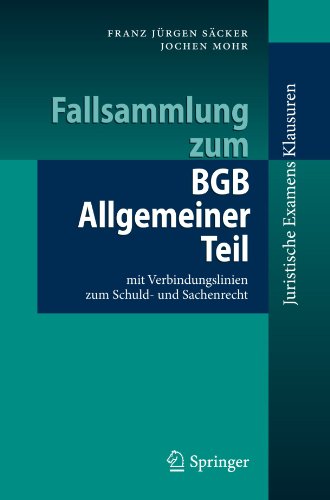 FRANZ JÜRGEN SÄCKER
JOCHEN MOHR
Fallsammlung
zum
BGB
Allgemeiner
Teil
mit Verbindungslinien
zum Schuld- und Sachenrecht
Juristische Examens Klausuren
Springer